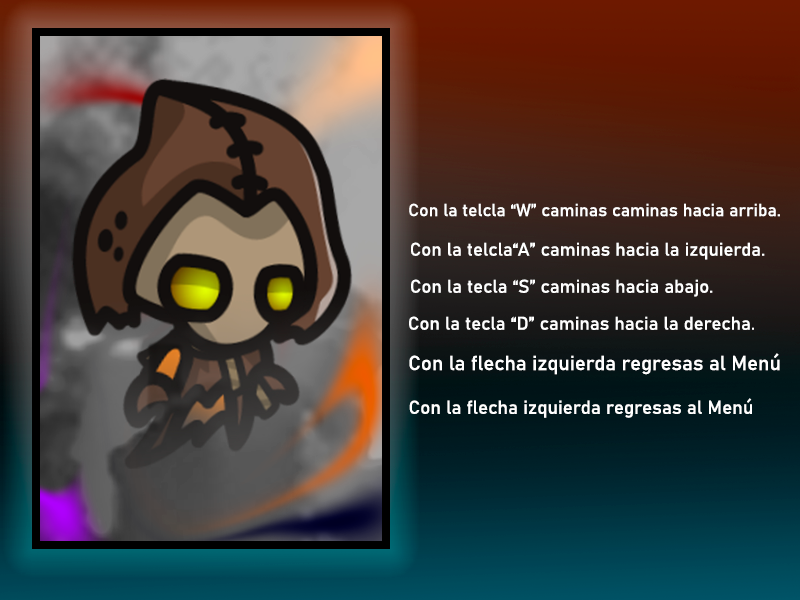 Con la telcla “W” caminas caminas hacia arriba.
Con la telcla“A” caminas hacia la izquierda.
Con la tecla “S” caminas hacia abajo.
Con la tecla “D” caminas hacia la derecha.
Con la flecha izquierda regresas al Menú
Con la flecha izquierda regresas al Menú